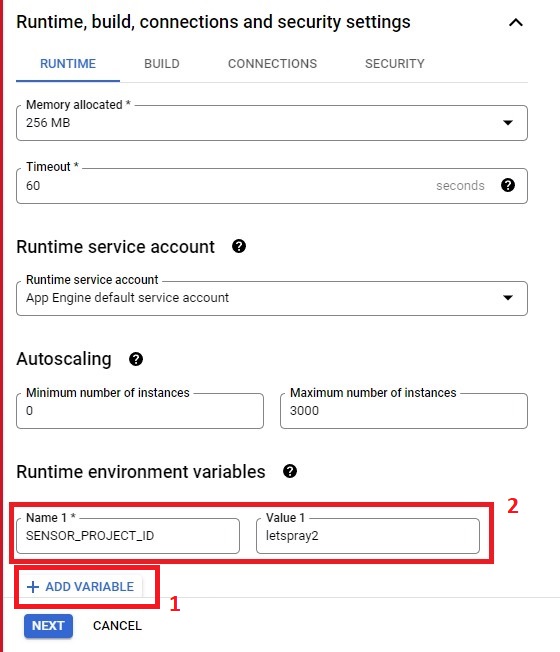 Runtime, build, connections and security settings
RUNTIME BUILD CONNECTIONS SECURITY
Memory allocated *
256 MB
Timeout *
60 seconds ?
Runtime service account ?
Runtime service account
App Engine default service account
Autoscaling ?
Minimum number of instances Maximum number of instances
0 3000
Runtime environment variables ?
2
Name 1 * Value 1
SENSOR_PROJECT_ID letspray2
+ ADD VARIABLE
1
NEXT CANCEL